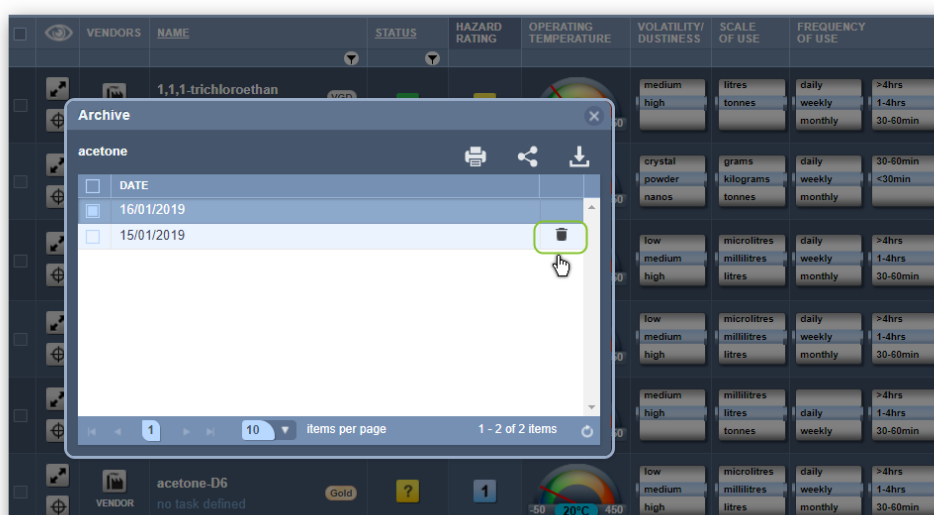 VENDORS NAME STATUS HAZARD RATING OPERATING TEMPERATURE VOLATILITY/ DUSTINESS SCALE OF USE FREQUENCY OF USE
1,1,1-trichloroethan
medium litres daily >4hrs
high tonnes weekly 1-4hrs
monthly 30-60min
Archive
acetone
DATE
16/01/2019
15/01/2019
1 10 items per page 1 - 2 of 2 items
crystal grams daily 30-60min
powder kilograms weekly <30min
nanos tonnes monthly
low microlitres daily >4hrs
medium millilitres weekly 1-4hrs
high litres monthly 30-60min
low microlitres daily >4hrs
medium millilitres weekly 1-4hrs
high litres monthly 30-60min
medium millilitres >4hrs
high litres daily 1-4hrs
tonnes weekly 30-60min
VENDOR
acetone-D6
no task defined
Gold ? 1
-50 20°C 450
low microlitres daily >4hrs
medium millilitres weekly 1-4hrs
high litres monthly 30-60min